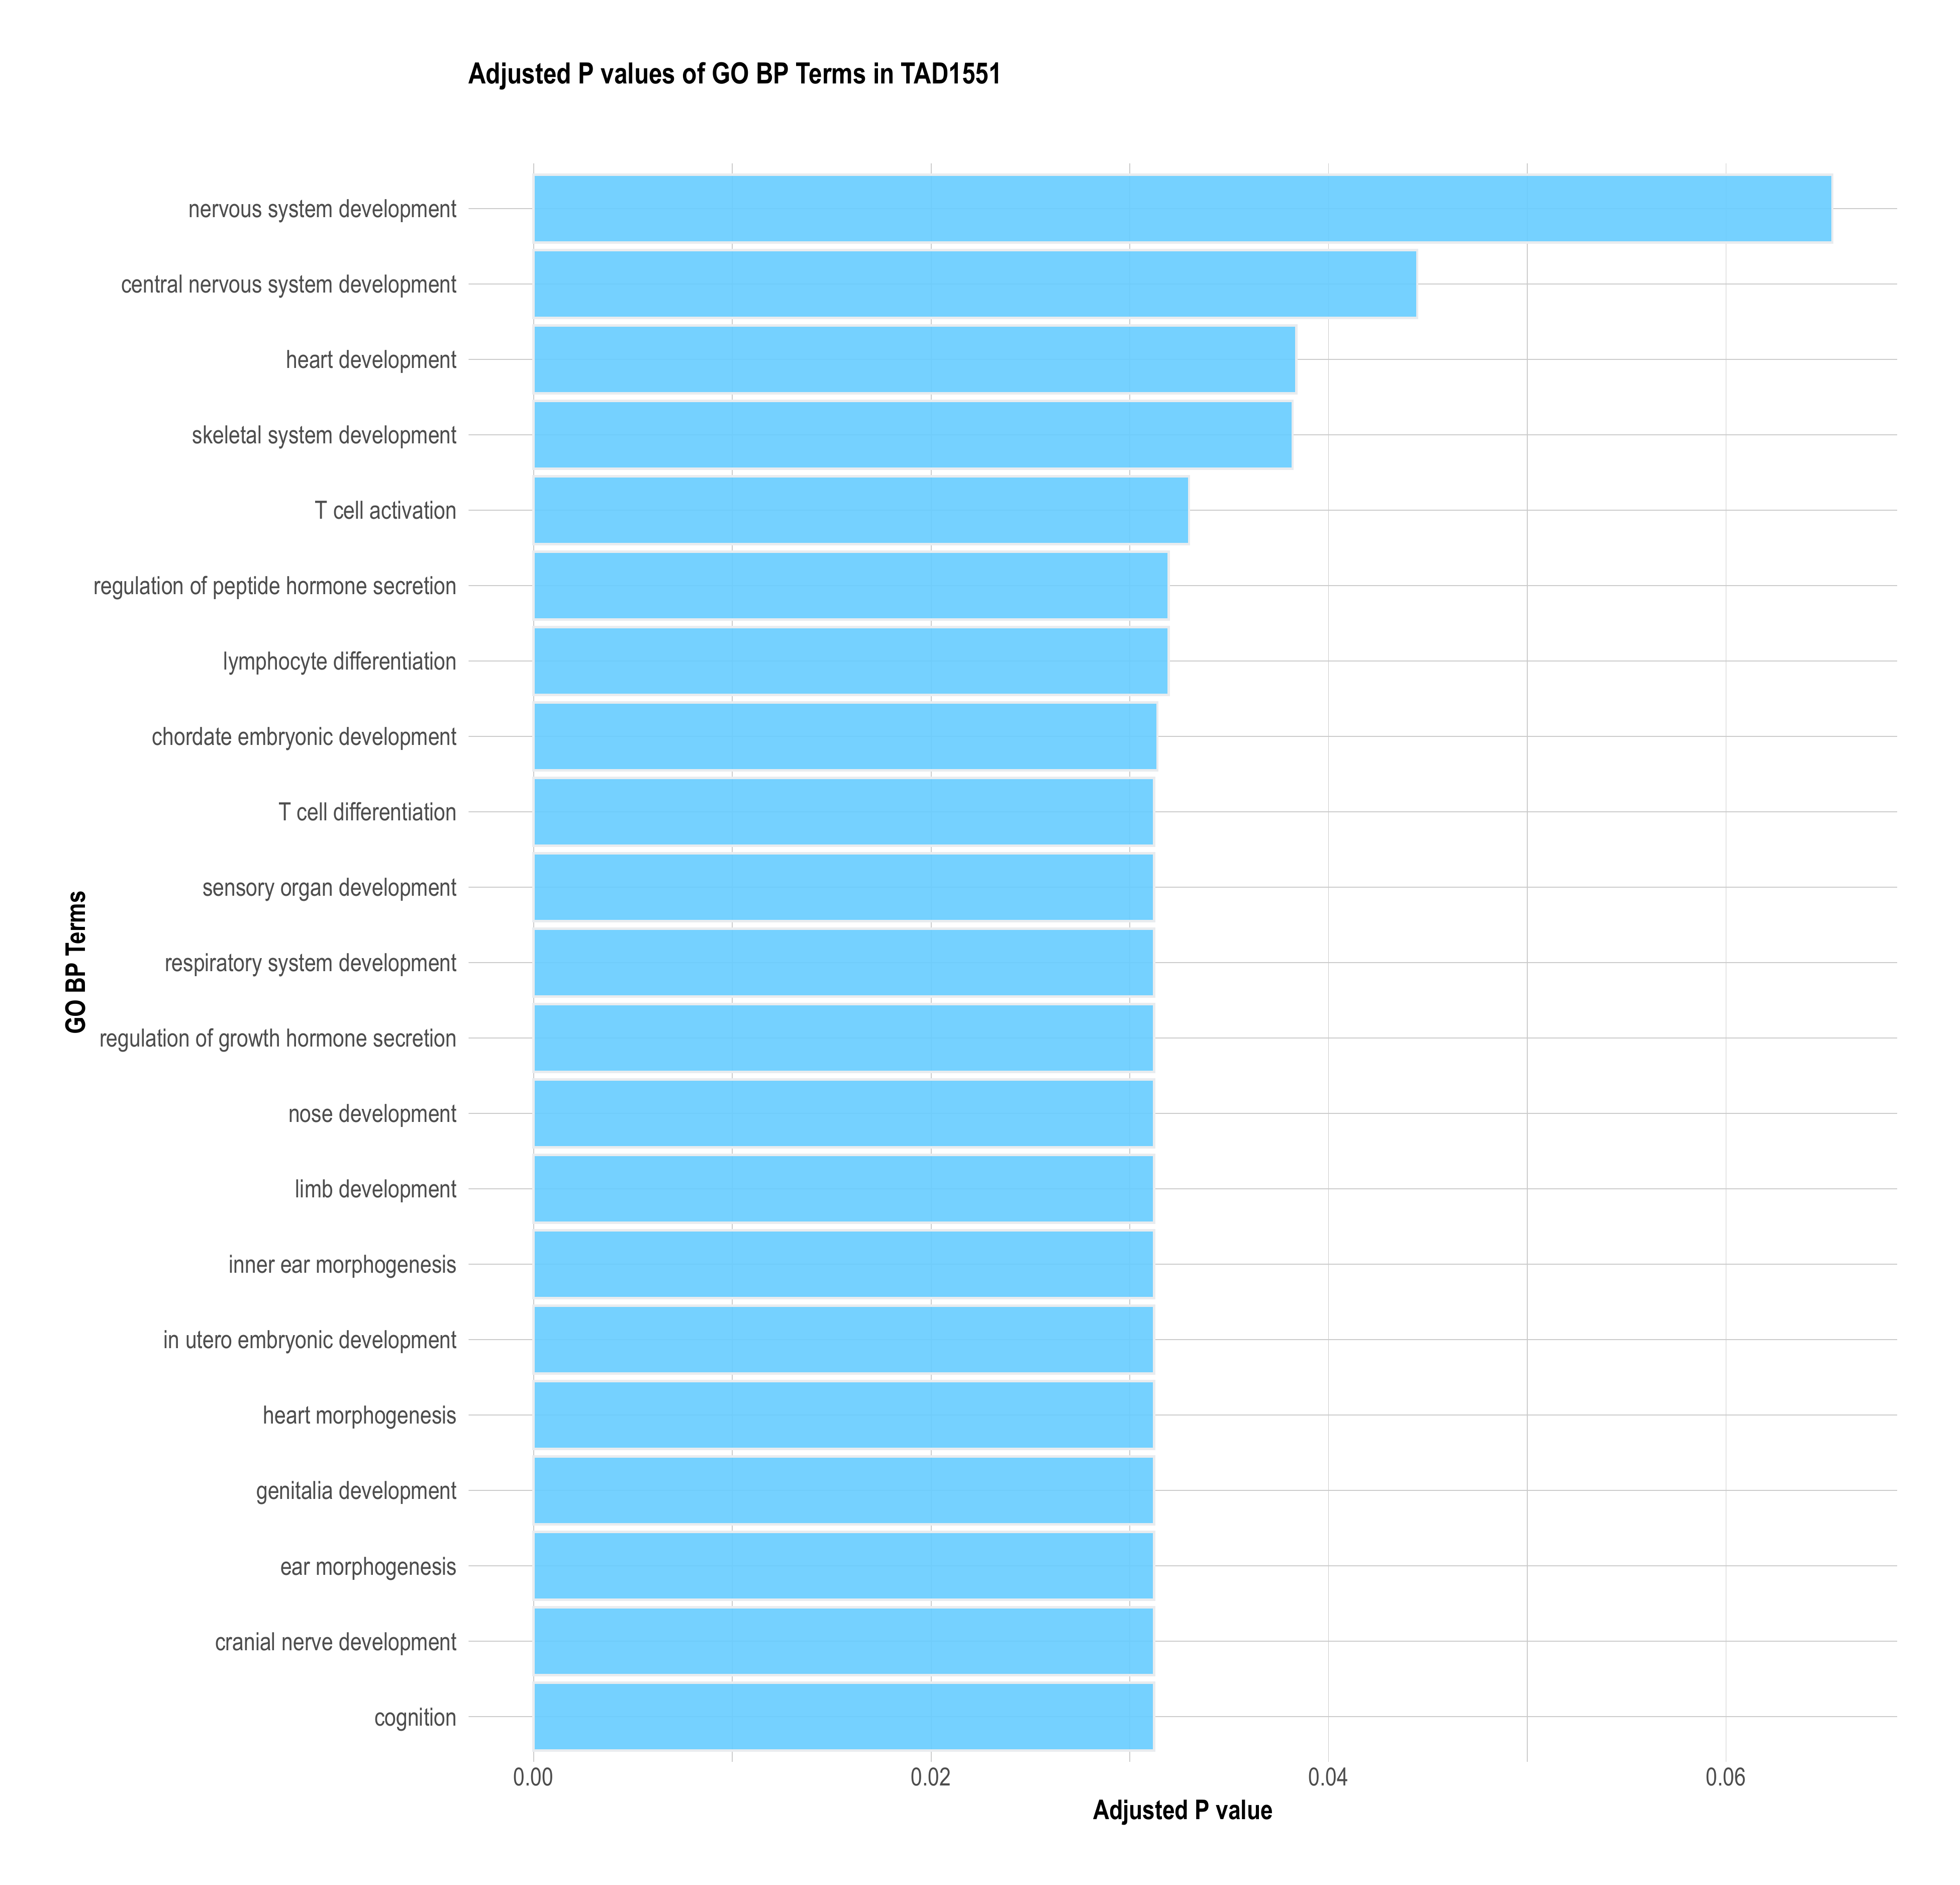 Adjusted P values of GO BP Terms in TAD1551
nervous system development
central nervous system development
heart development
skeletal system development
T cell activation
regulation of peptide hormone secretion
lymphocyte differentiation
chordate embryonic development
T cell differentiation
sensory organ development
respiratory system development
regulation of growth hormone secretion
nose development
limb development
inner ear morphogenesis
in utero embryonic development
heart morphogenesis
genitalia development
ear morphogenesis
cranial nerve development
cognition
GO BP Terms
0.00 0.02 0.04 0.06
Adjusted P value